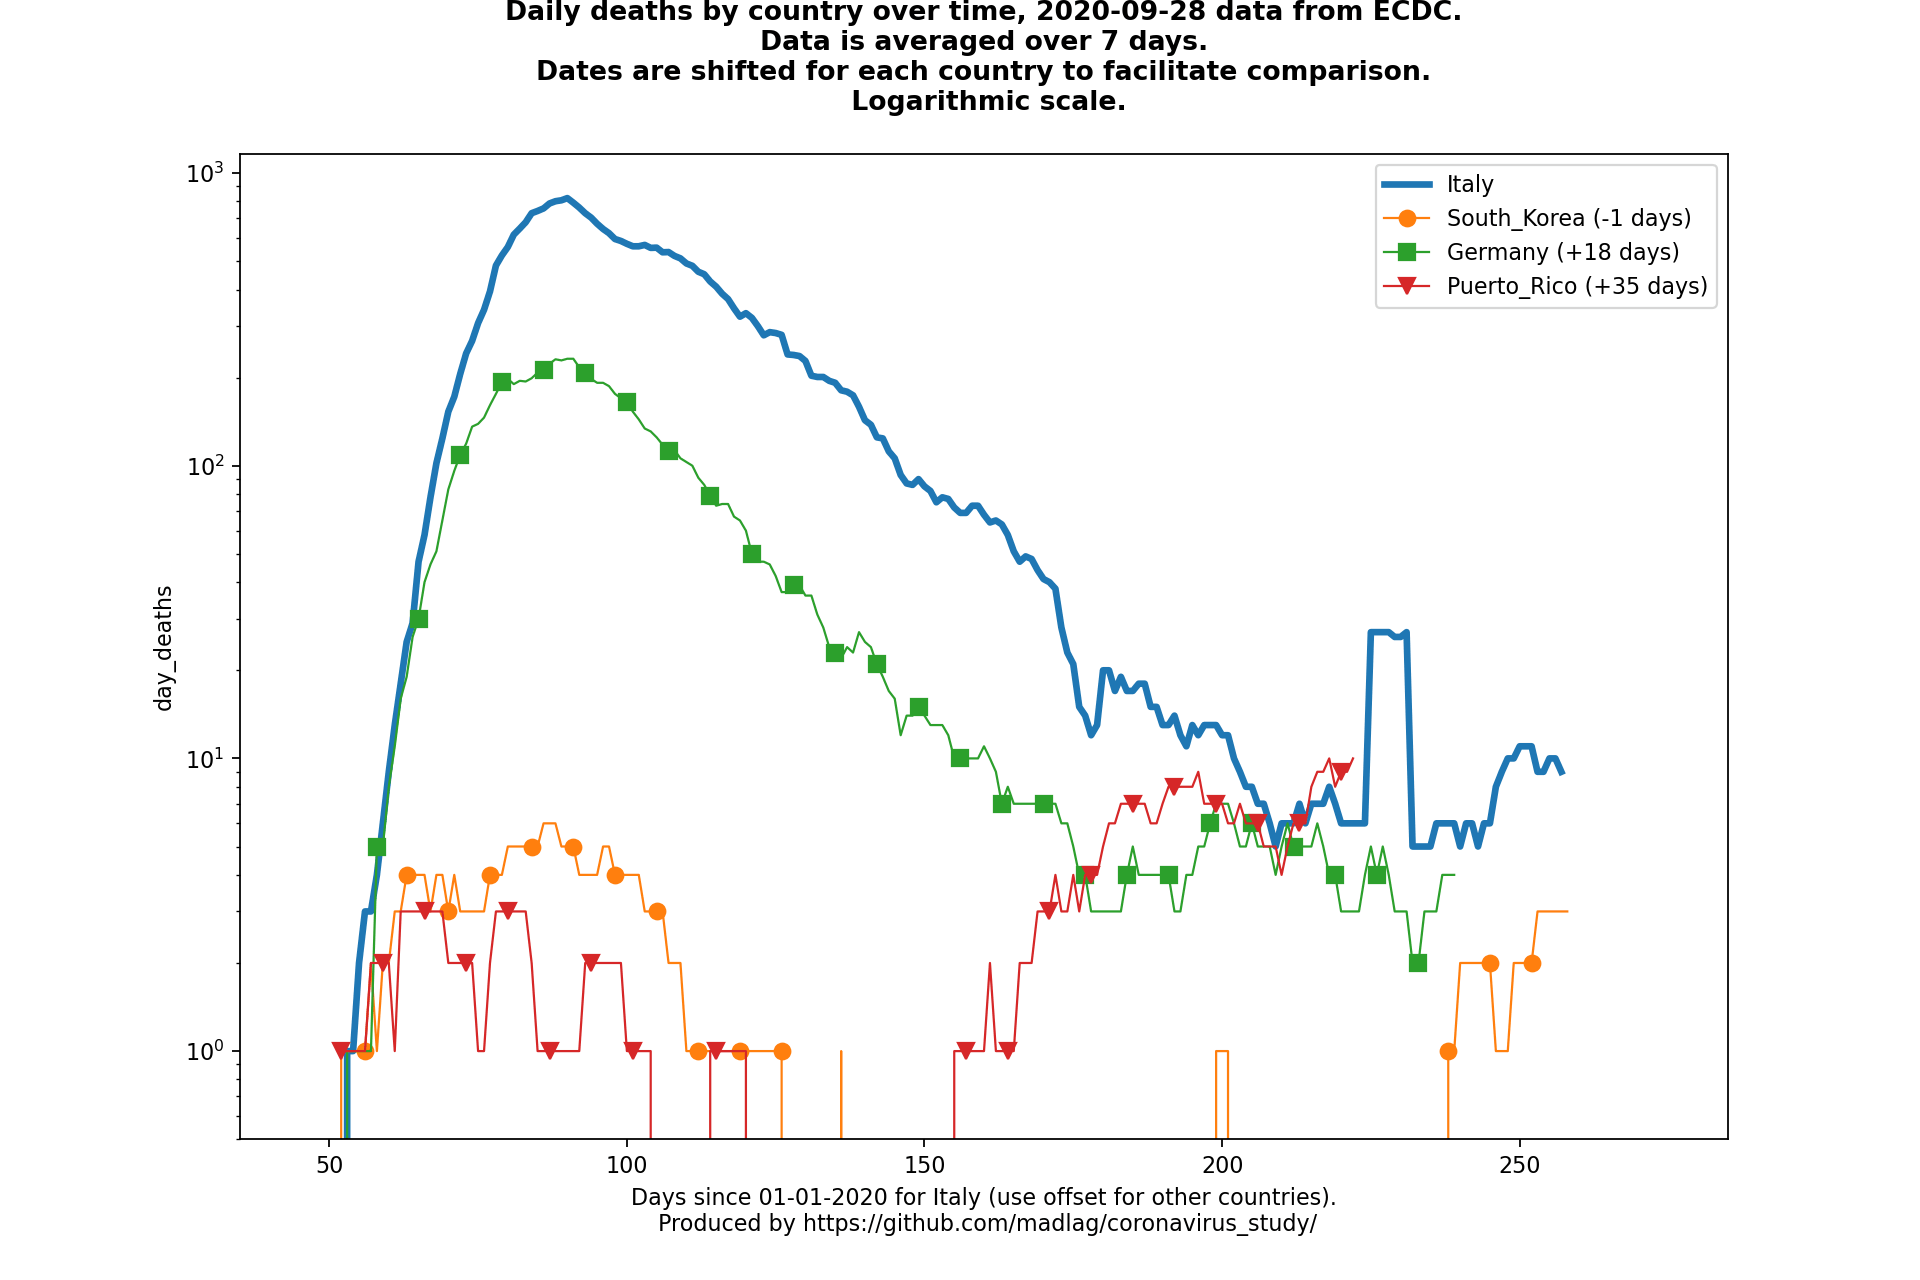 Daily deaths by country over time, 2020-09-28 data from ECDC.
Data is averaged over 7 days.
Dates are shifted for each country to facilitate comparison.
Logarithmic scale.
10³
10²
10¹
10⁰
day_deaths
Italy
South_Korea (-1 days)
Germany (+18 days)
Puerto_Rico (+35 days)
50
100
150
200
250
Days since 01-01-2020 for Italy (use offset for other countries).
Produced by https://github.com/madlag/coronavirus_study/